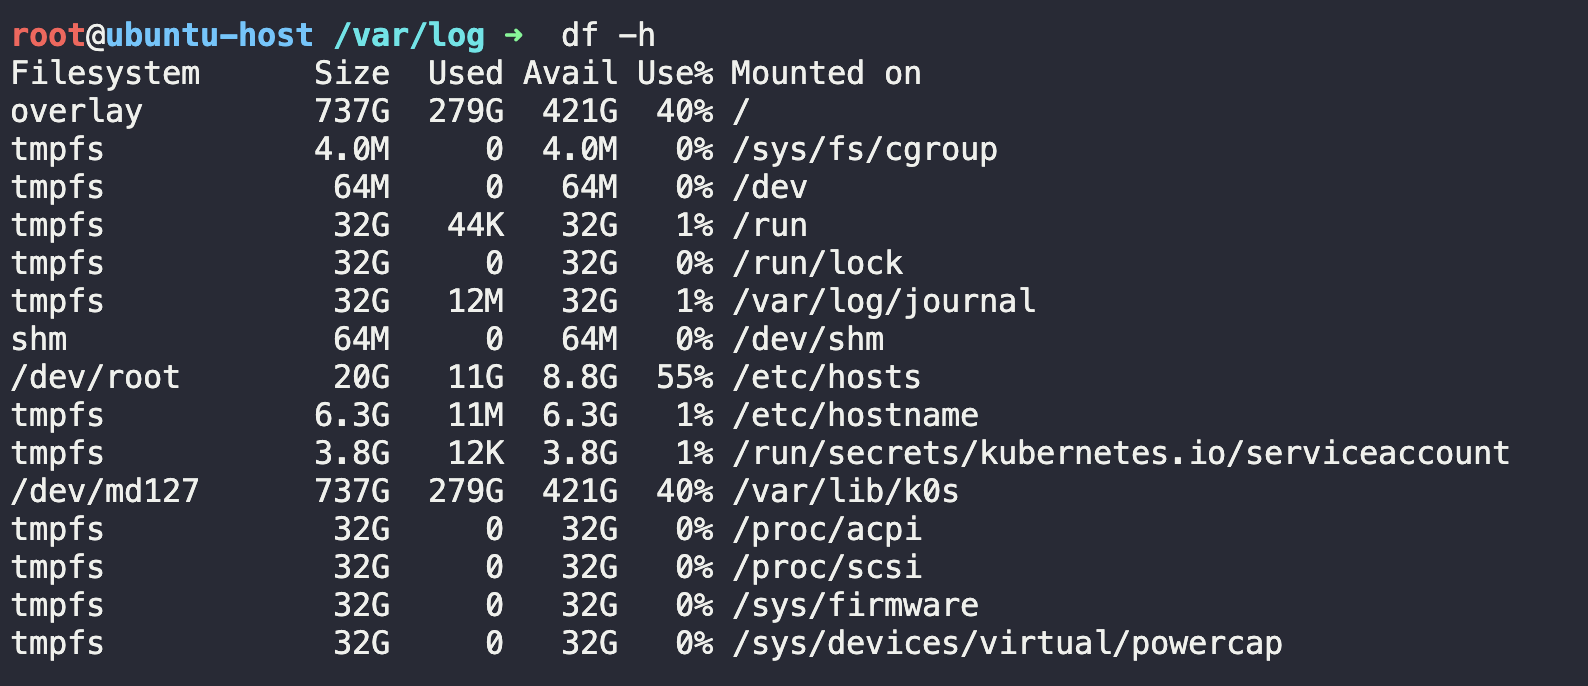 root@ubuntu-host /var/log ➜  df -h
Filesystem      Size  Used Avail Use% Mounted on
overlay         737G  279G  421G  40% /
tmpfs           4.0M     0  4.0M   0% /sys/fs/cgroup
tmpfs            64M     0   64M   0% /dev
tmpfs            32G   44K   32G   1% /run
tmpfs            32G     0   32G   0% /run/lock
tmpfs            32G   12M   32G   1% /var/log/journal
shm              64M     0   64M   0% /dev/shm
/dev/root        20G   11G  8.8G  55% /etc/hosts
tmpfs           6.3G   11M  6.3G   1% /etc/hostname
tmpfs           3.8G   12K  3.8G   1% /run/secrets/kubernetes.io/serviceaccount
/dev/md127      737G  279G  421G  40% /var/lib/k0s
tmpfs            32G     0   32G   0% /proc/acpi
tmpfs            32G     0   32G   0% /proc/scsi
tmpfs            32G     0   32G   0% /sys/firmware
tmpfs            32G     0   32G   0% /sys/devices/virtual/powercap